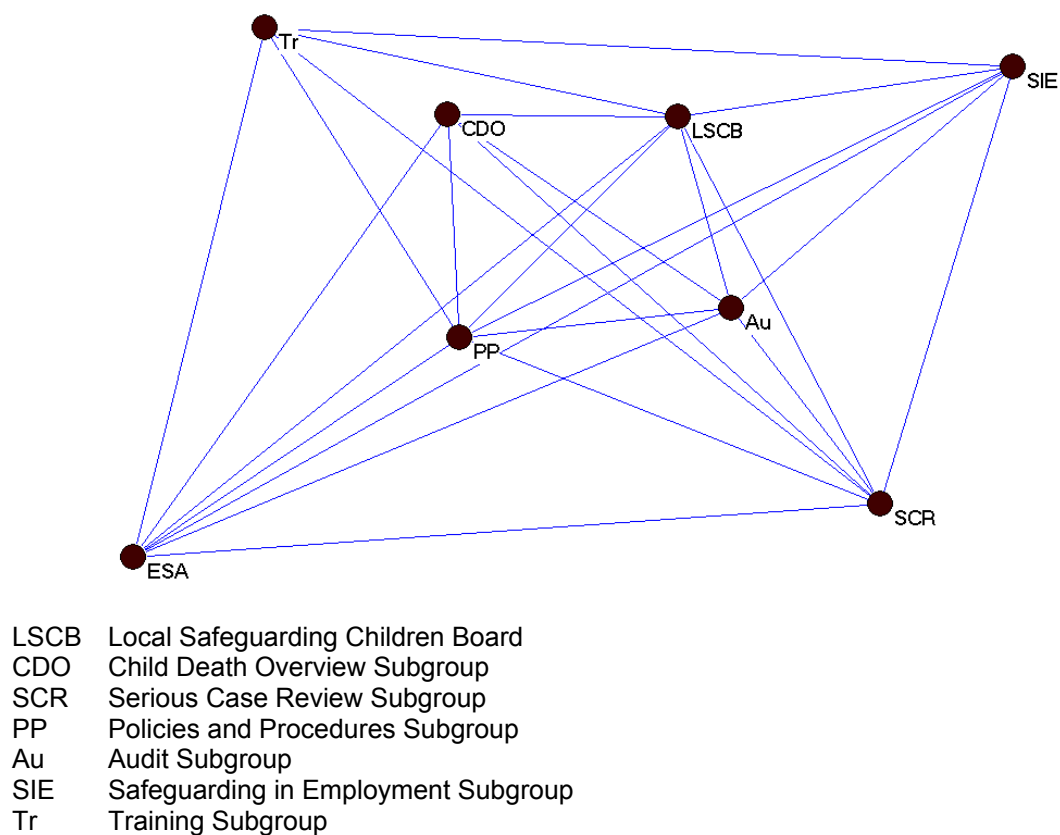 Tr
SIE
CDO
LSCB
Au
PP
SCR
ESA
LSCB Local Safeguarding Children Board
CDO Child Death Overview Subgroup
SCR Serious Case Review Subgroup
PP Policies and Procedures Subgroup
Au Audit Subgroup
SIE Safeguarding in Employment Subgroup
Tr Training Subgroup